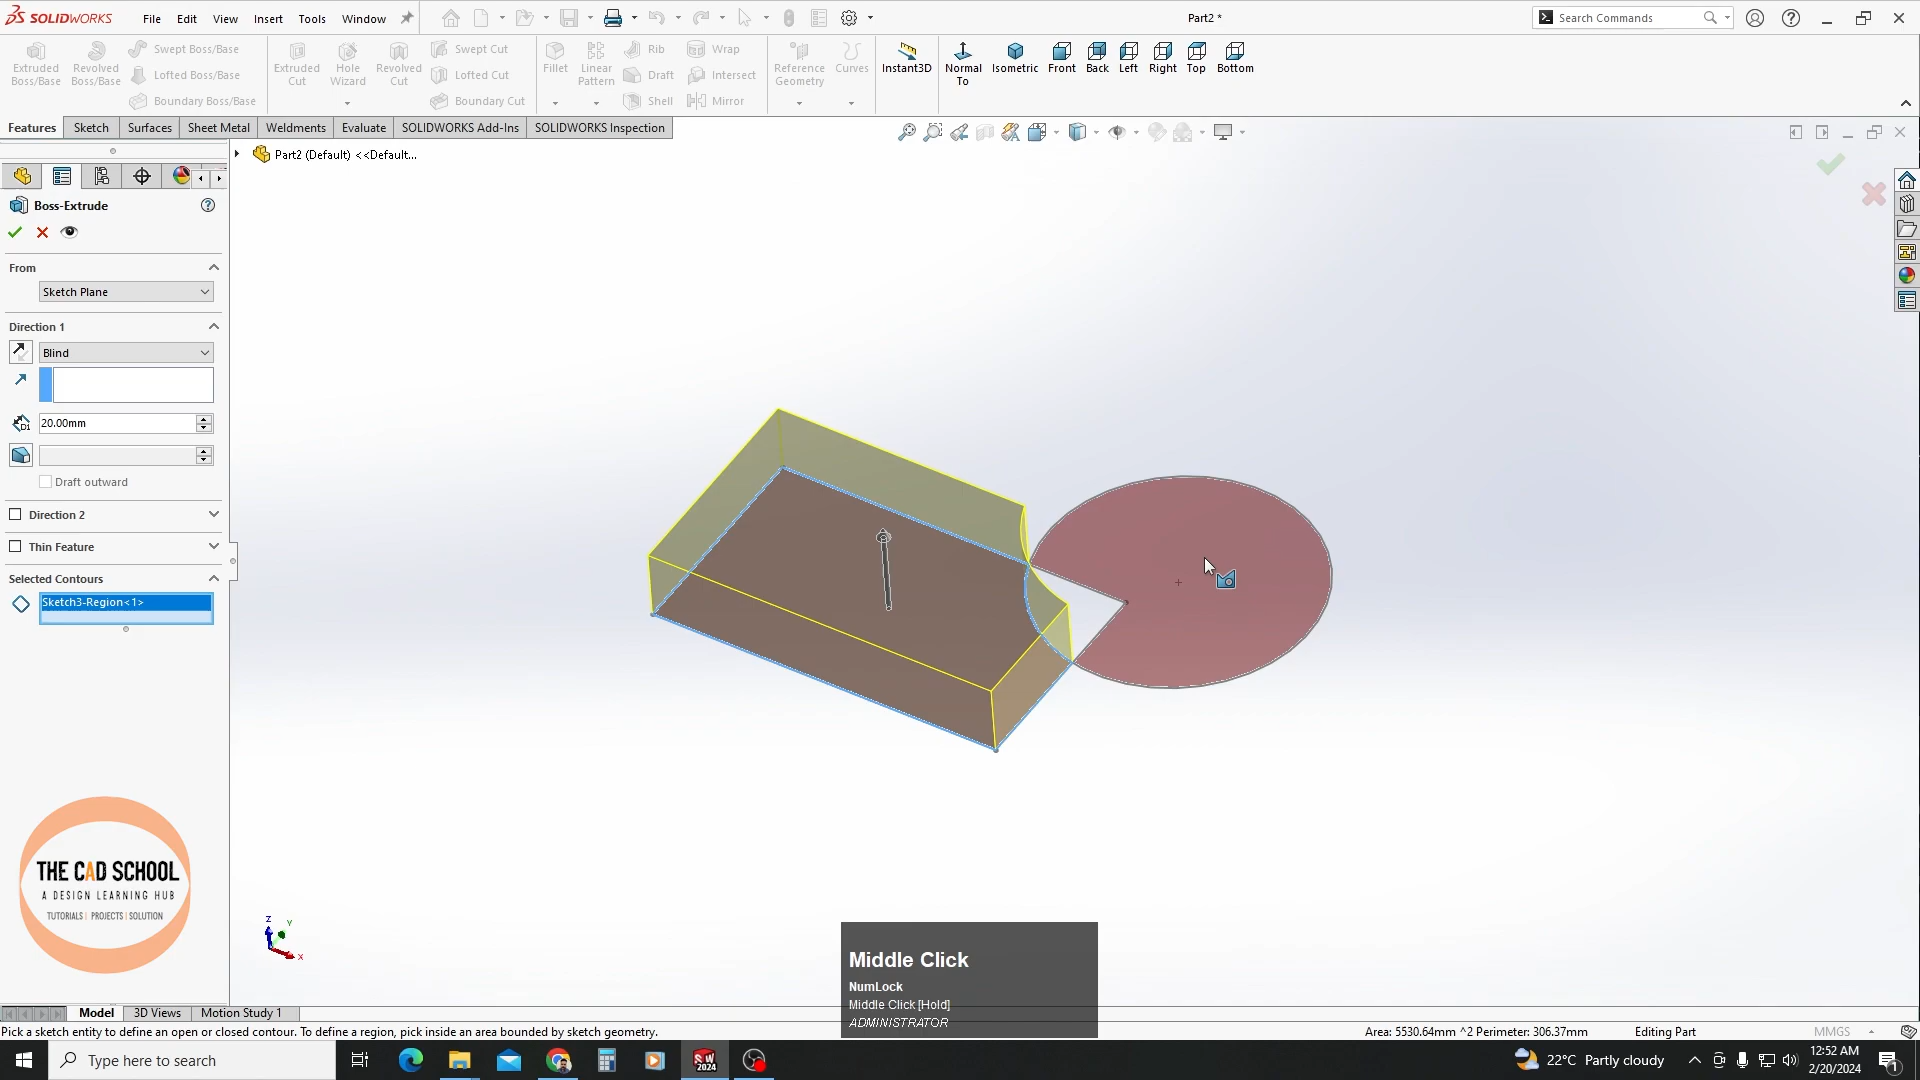 SOLIDWORKS File Edit View Insert Tools Window Part2 * Search Commands
Extruded Boss/Base
Revolved Boss/Base
Swept Boss/Base
Lofted Boss/Base
Boundary Boss/Base
Extruded Cut
Hole Wizard
Revolved Cut
Swept Cut
Lofted Cut
Boundary Cut
Fillet
Linear Pattern
Rib
Draft
Shell
Wrap
Intersect
Mirror
Reference Geometry
Curves
Instant3D
Normal To
Isometric
Front
Back
Left
Right
Top
Bottom
Features Sketch Surfaces Sheet Metal Weldments Evaluate SOLIDWORKS Add-Ins SOLIDWORKS Inspection
Part2 (Default) <<Default...
Boss-Extrude
From
Sketch Plane
Direction 1
Blind
D1
20.00mm
Draft outward
Direction 2
Thin Feature
Selected Contours
Sketch3-Region<1>
THE CAD SCHOOL
A DESIGN LEARNING HUB
TUTORIALS | PROJECTS | SOLUTION
Z
Y
X
Middle Click
NumLock
Middle Click [Hold]
ADMINISTRATOR
Model 3D Views Motion Study 1
Pick a sketch entity to define an open or closed contour. To define a region, pick inside an area bounded by sketch geometry. Area: 5530.64mm ^2 Perimeter: 306.37mm Editing Part MMGS
Type here to search
SW
2024
22°C Partly cloudy
12:52 AM
2/20/2024
1